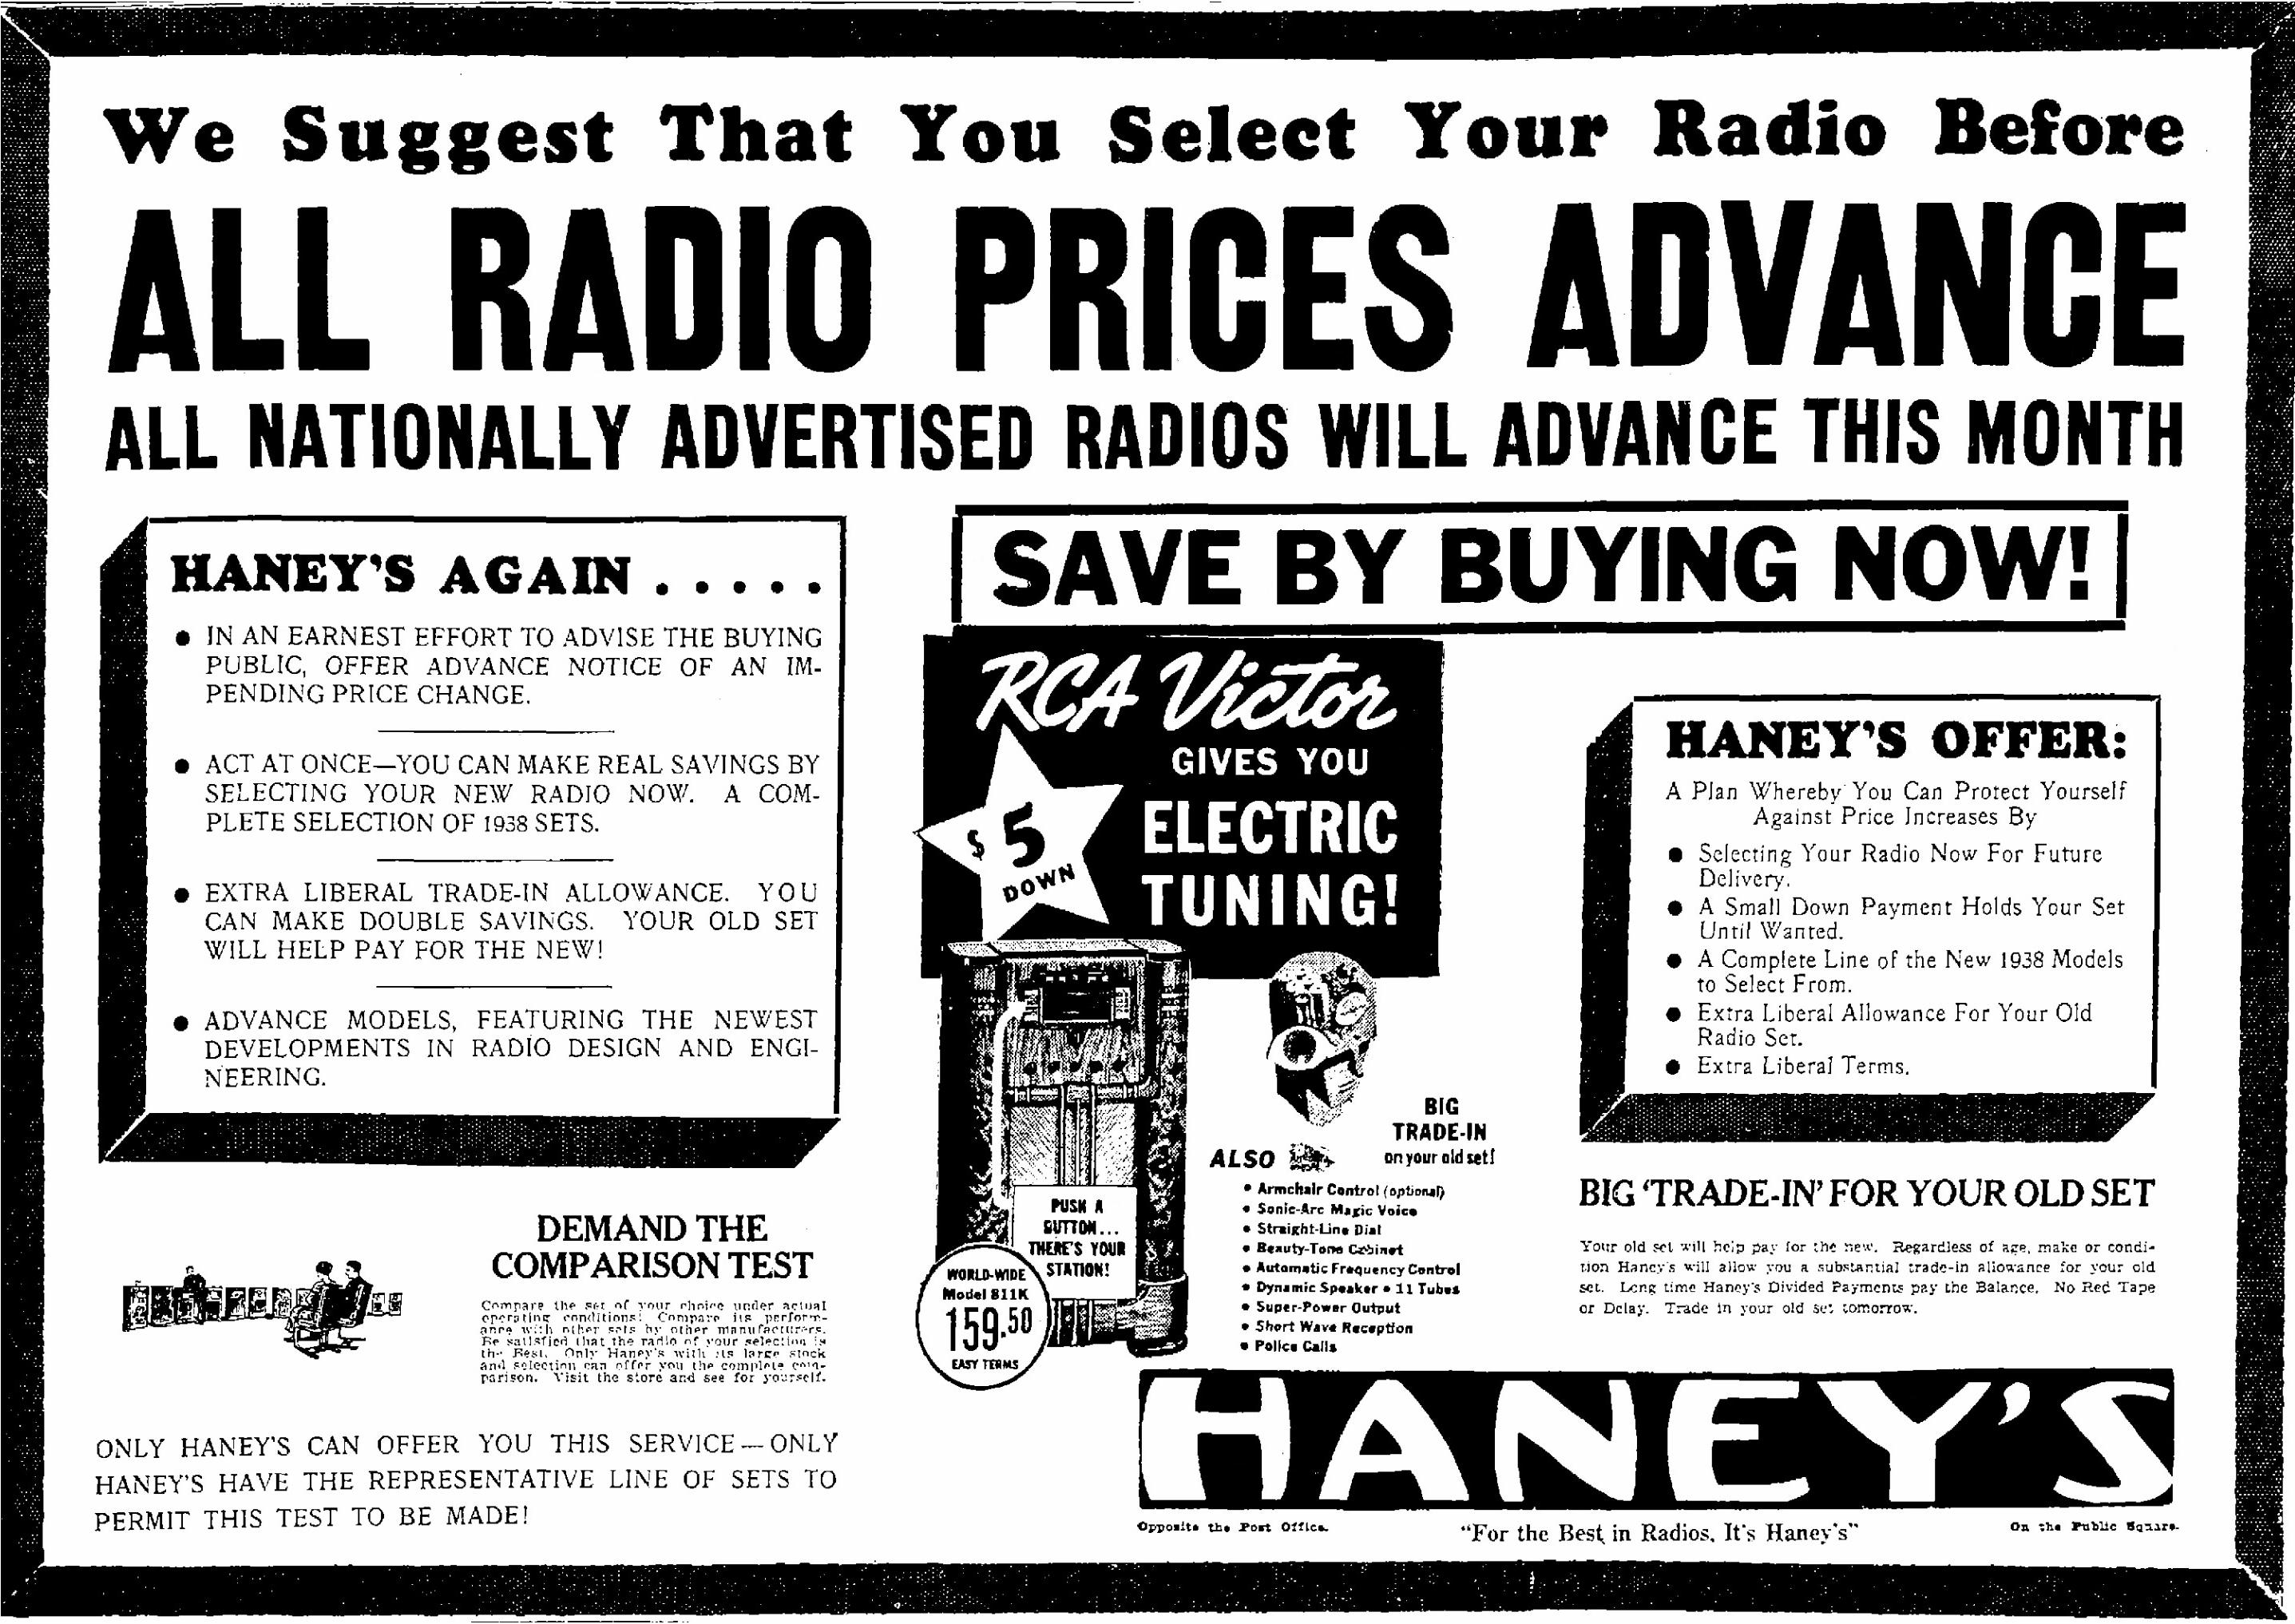 We Suggest That You Select Your Radio Before
ALL RADIO PRICES ADVANCE
ALL NATIONALLY ADVERTISED RADIOS WILL ADVANCE THIS MONTH
HANEY'S AGAIN . . . . .
• IN AN EARNEST EFFORT TO ADVISE THE BUYING
PUBLIC, OFFER ADVANCE NOTICE OF AN IM-
PENDING PRICE CHANGE.
• ACT AT ONCE—YOU CAN MAKE REAL SAVINGS BY
SELECTING YOUR NEW RADIO NOW. A COM-
PLETE SELECTION OF 1938 SETS.
• EXTRA LIBERAL TRADE-IN ALLOWANCE. YOU
CAN MAKE DOUBLE SAVINGS. YOUR OLD SET
WILL HELP PAY FOR THE NEW!
• ADVANCE MODELS, FEATURING THE NEWEST
DEVELOPMENTS IN RADIO DESIGN AND ENGI-
NEERING.
DEMAND THE
COMPARISON TEST
Compare the set of your choice under actual
operating conditions! Compare its perform-
ance with other sets by other manufacturers.
Be satisfied that the radio of your selection is
the Best. Only Haney's with its large stock
and selection can offer you the complete com-
parison. Visit the store and see for yourself.
ONLY HANEY'S CAN OFFER YOU THIS SERVICE — ONLY
HANEY'S HAVE THE REPRESENTATIVE LINE OF SETS TO
PERMIT THIS TEST TO BE MADE!
SAVE BY BUYING NOW!
RCA Victor
GIVES YOU
ELECTRIC
TUNING!
$5
DOWN
PUSH A
BUTTON...
THERE'S YOUR
STATION!
WORLD-WIDE
Model 811K
159.50
EASY TERMS
BIG
TRADE-IN
on your old set!
ALSO
• Armchair Control (optional)
• Sonic-Arc Magic Voice
• Straight-Line Dial
• Beauty-Tone Cabinet
• Automatic Frequency Control
• Dynamic Speaker • 11 Tubes
• Super-Power Output
• Short Wave Reception
• Police Calls
HANEY'S OFFER:
A Plan Whereby You Can Protect Yourself
Against Price Increases By
• Selecting Your Radio Now For Future
Delivery.
• A Small Down Payment Holds Your Set
Until Wanted.
• A Complete Line of the New 1938 Models
to Select From.
• Extra Liberal Allowance For Your Old
Radio Set.
• Extra Liberal Terms.
BIG 'TRADE-IN' FOR YOUR OLD SET
Your old set will help pay for the new. Regardless of age, make or condi-
tion Haney's will allow you a substantial trade-in allowance for your old
set. Long time Haney's Divided Payments pay the Balance. No Red Tape
or Delay. Trade in your old set tomorrow.
HANEY'S
Opposite the Post Office.
"For the Best in Radios, It's Haney's"
On the Public Square.